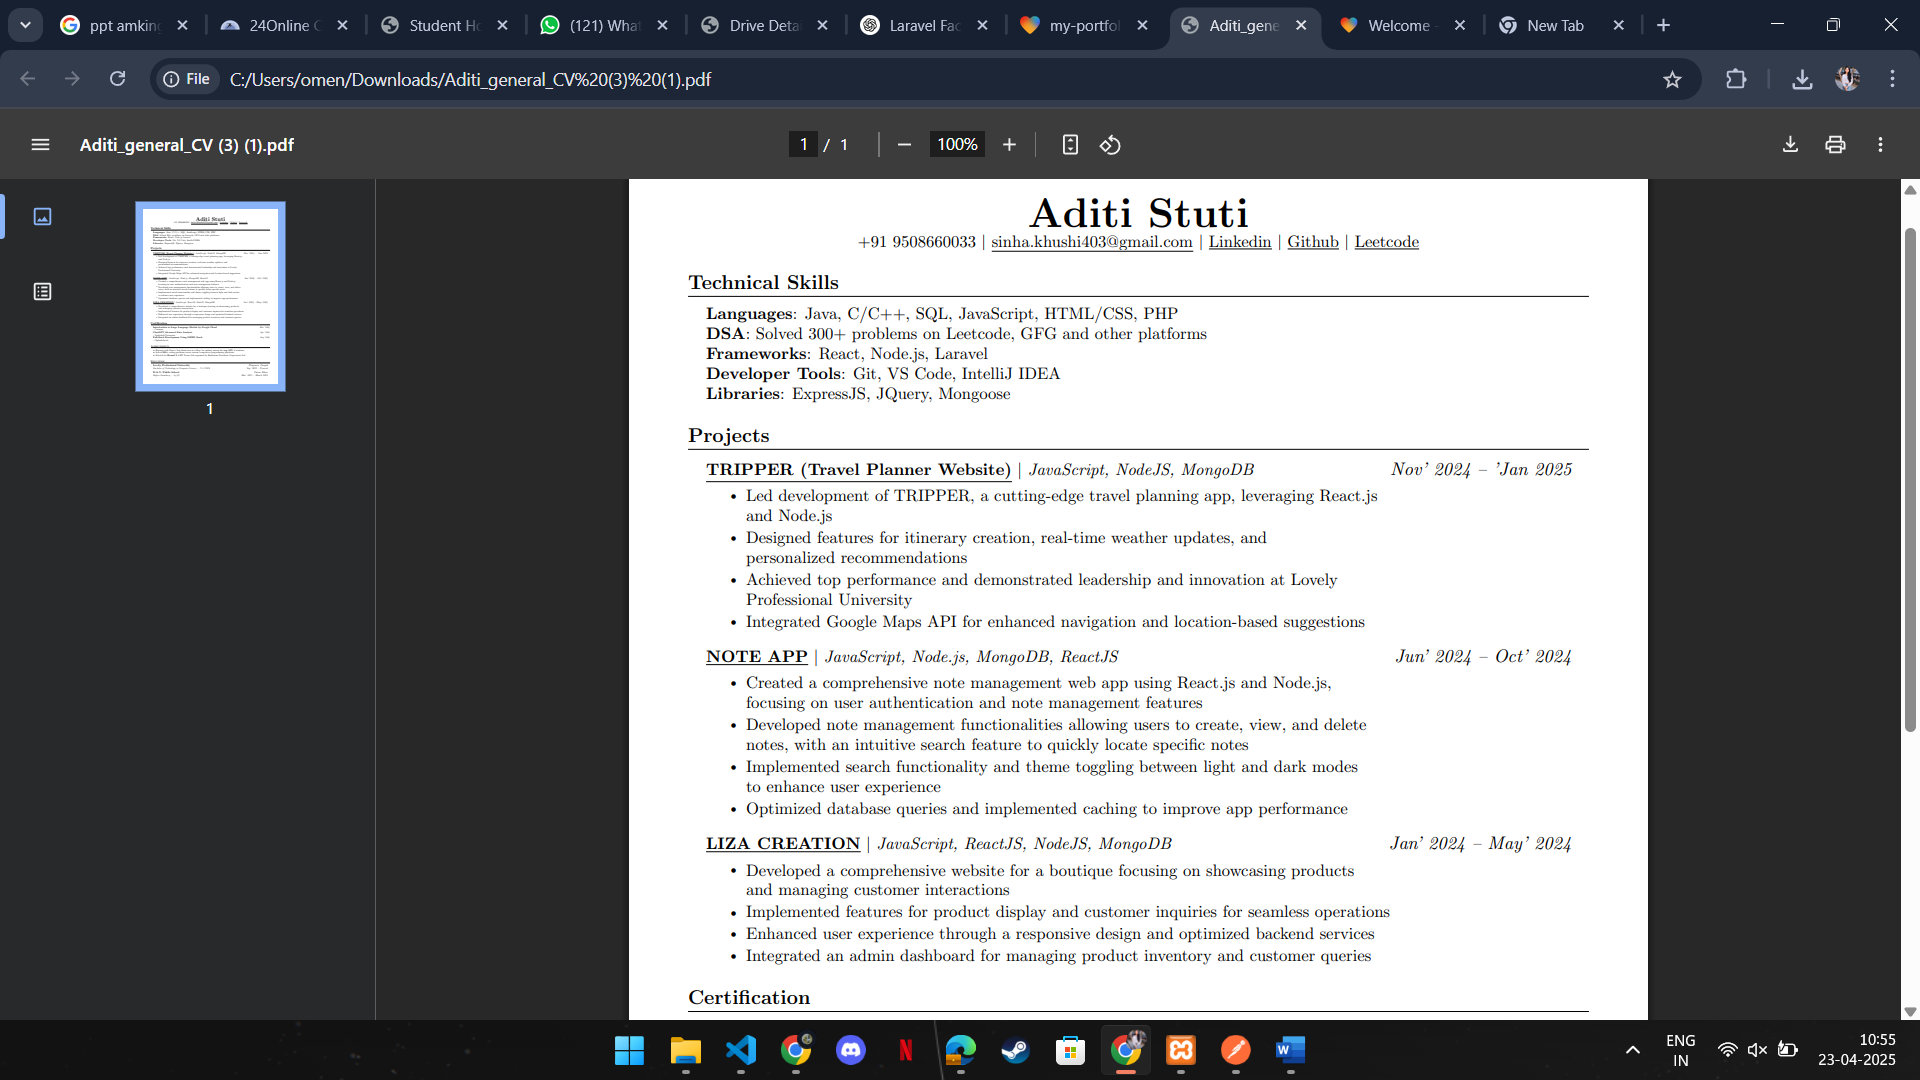 ppt amking
24Online C
Student Ho
(121) What
Drive Detai
Laravel Fac
my-portfol
Aditi_gene
Welcome -
New Tab
File
C:/Users/omen/Downloads/Aditi_general_CV%20(3)%20(1).pdf
Aditi_general_CV (3) (1).pdf
1 / 1
100%
1
Aditi Stuti
+91 9508660033 | sinha.khushi403@gmail.com | Linkedin | Github | Leetcode
Technical Skills
Languages: Java, C/C++, SQL, JavaScript, HTML/CSS, PHP
DSA: Solved 300+ problems on Leetcode, GFG and other platforms
Frameworks: React, Node.js, Laravel
Developer Tools: Git, VS Code, IntelliJ IDEA
Libraries: ExpressJS, JQuery, Mongoose
Projects
TRIPPER (Travel Planner Website) | JavaScript, NodeJS, MongoDB Nov' 2024 – 'Jan 2025
• Led development of TRIPPER, a cutting-edge travel planning app, leveraging React.js
and Node.js
• Designed features for itinerary creation, real-time weather updates, and
personalized recommendations
• Achieved top performance and demonstrated leadership and innovation at Lovely
Professional University
• Integrated Google Maps API for enhanced navigation and location-based suggestions
NOTE APP | JavaScript, Node.js, MongoDB, ReactJS Jun' 2024 – Oct' 2024
• Created a comprehensive note management web app using React.js and Node.js,
focusing on user authentication and note management features
• Developed note management functionalities allowing users to create, view, and delete
notes, with an intuitive search feature to quickly locate specific notes
• Implemented search functionality and theme toggling between light and dark modes
to enhance user experience
• Optimized database queries and implemented caching to improve app performance
LIZA CREATION | JavaScript, ReactJS, NodeJS, MongoDB Jan' 2024 – May' 2024
• Developed a comprehensive website for a boutique focusing on showcasing products
and managing customer interactions
• Implemented features for product display and customer inquiries for seamless operations
• Enhanced user experience through a responsive design and optimized backend services
• Integrated an admin dashboard for managing product inventory and customer queries
Certification
ENG
IN
10:55
23-04-2025